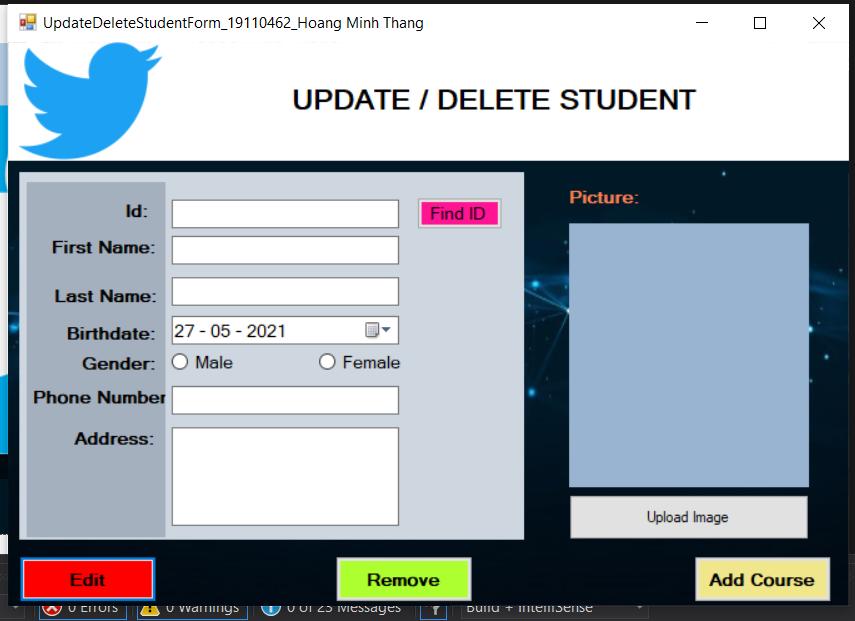 UpdateDeleteStudentForm_19110462_Hoang Minh Thang
UPDATE / DELETE STUDENT
Id:
Find ID
Picture:
First Name:
Last Name:
Birthdate:
27 - 05 - 2021
Gender:
Male
Female
Phone Number
Address:
Upload Image
Edit
Remove
Add Course
0 Errors
0 Warnings
0 of 23 Messages
Build + IntelliSense